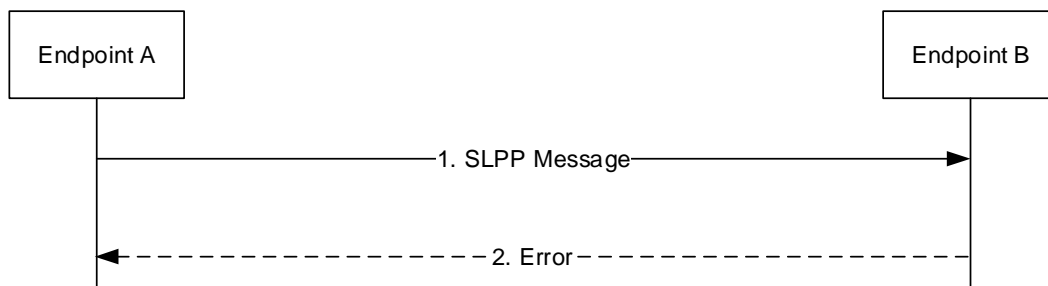 Endpoint A
Endpoint B
1. SLPP Message
2. Error